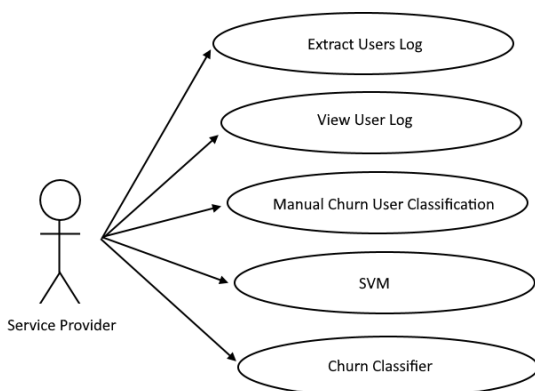 Extract Users Log
View User Log
Manual Churn User Classification
SVM
Service Provider
Churn Classifier